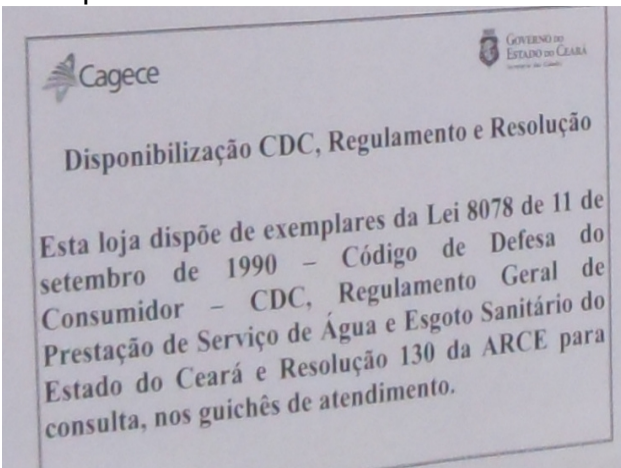 Cagece
GOVERNO DO
ESTADO DO CEARÁ
Disponibilização CDC, Regulamento e Resolução
Esta loja dispõe de exemplares da Lei 8078 de 11 de
setembro de 1990 – Código de Defesa do
Consumidor – CDC, Regulamento Geral de
Prestação de Serviço de Água e Esgoto Sanitário do
Estado do Ceará e Resolução 130 da ARCE para
consulta, nos guichês de atendimento.